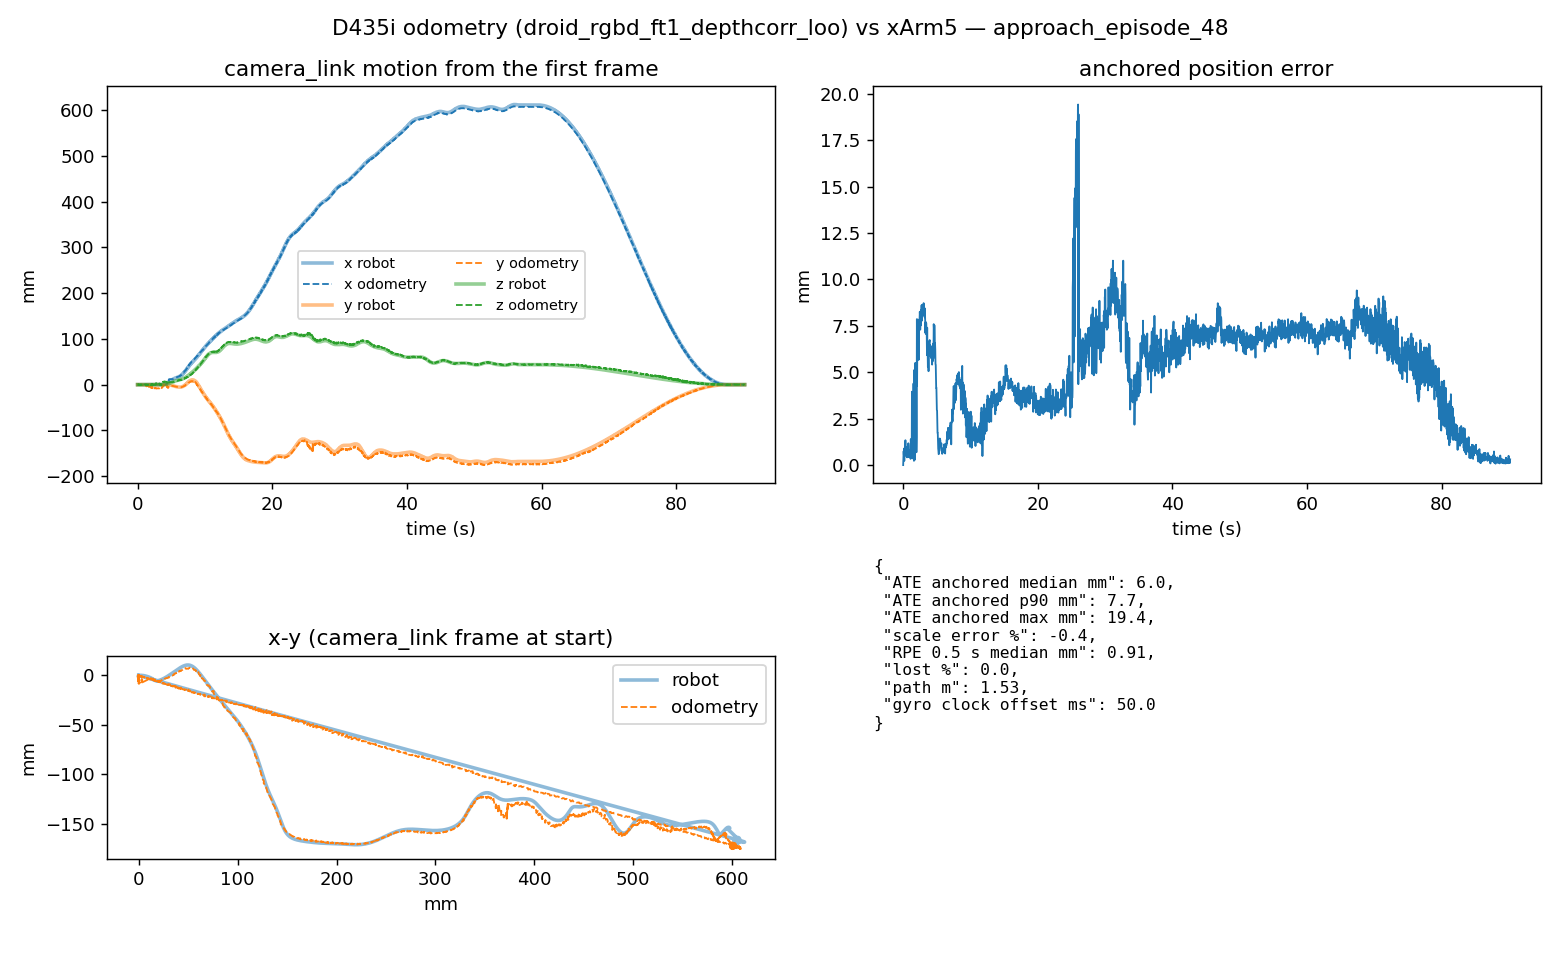 D435i odometry (droid_rgbd_ft1_depthcorr_loo) vs xArm5 — approach_episode_48
camera_link motion from the first frame
mm
600
500
400
300
200
100
0
−100
−200
x robot
x odometry
y robot
y odometry
z robot
z odometry
0 20 40 60 80
time (s)
anchored position error
mm
20.0
17.5
15.0
12.5
10.0
7.5
5.0
2.5
0.0
0 20 40 60 80
time (s)
x-y (camera_link frame at start)
mm
0
−50
−100
−150
robot
odometry
0 100 200 300 400 500 600
mm
{
"ATE anchored median mm": 6.0,
"ATE anchored p90 mm": 7.7,
"ATE anchored max mm": 19.4,
"scale error %": -0.4,
"RPE 0.5 s median mm": 0.91,
"lost %": 0.0,
"path m": 1.53,
"gyro clock offset ms": 50.0
}